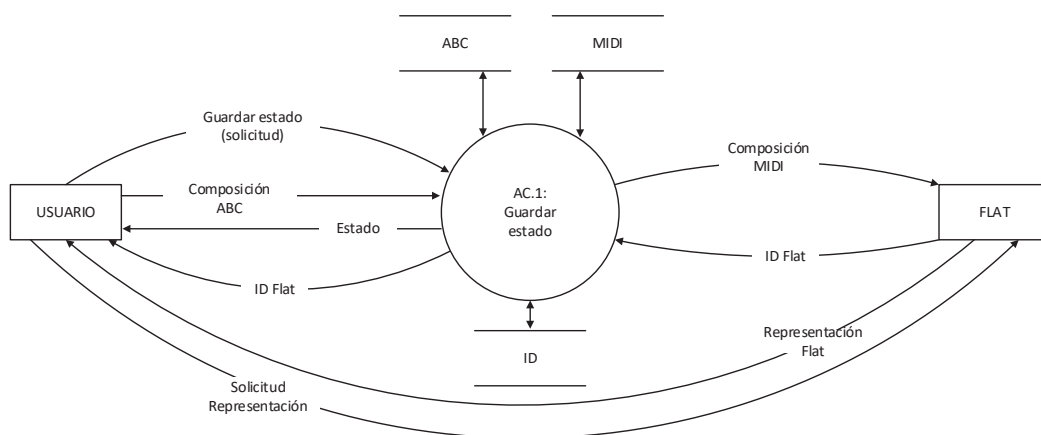 ABC
MIDI
Guardar estado
(solicitud)
Composición
ABC
USUARIO
Estado
ID Flat
AC.1:
Guardar
estado
Composición
MIDI
FLAT
ID Flat
ID
Representación
Flat
Solicitud
Representación